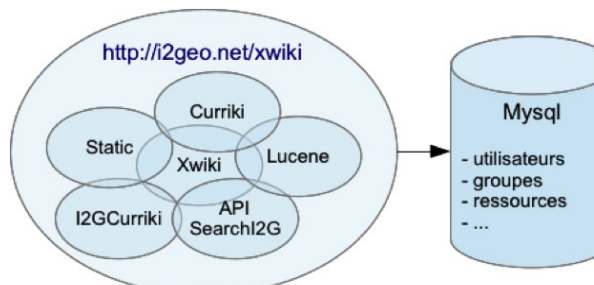 http://i2geo.net/xwiki
Curriki
Static
Xwiki
Lucene
I2GCurriki
API
SearchI2G
Mysql
- utilisateurs
- groupes
- ressources
- ...